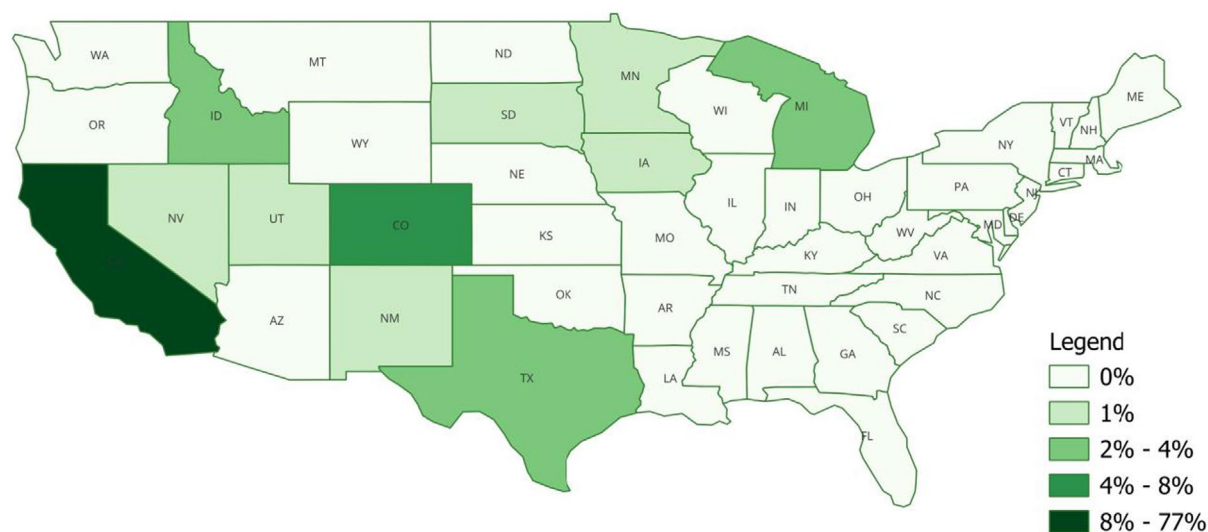 WA
MT
ND
MN
ME
OR
ID
SD
WI
MI
VT
NH
NY
WY
MA
CT
IA
NE
PA
NJ
NV
UT
CO
IL
IN
OH
MD
DE
WV
KS
MO
KY
VA
CA
AZ
NM
OK
AR
TN
NC
SC
MS
AL
GA
TX
LA
FL
Legend
0%
1%
2% - 4%
4% - 8%
8% - 77%